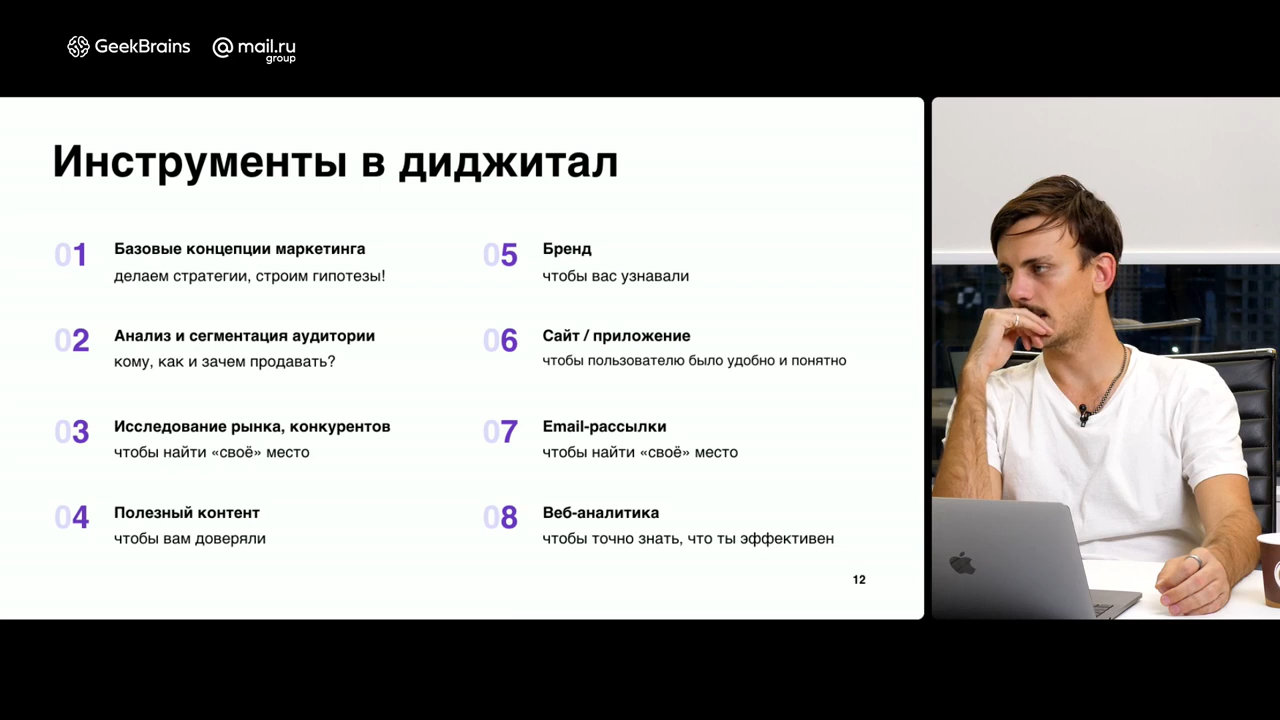 GeekBrains @mail.ru group
Инструменты в диджитал
01 Базовые концепции маркетинга
делаем стратегии, строим гипотезы!
02 Анализ и сегментация аудитории
кому, как и зачем продавать?
03 Исследование рынка, конкурентов
чтобы найти «своё» место
04 Полезный контент
чтобы вам доверяли
05 Бренд
чтобы вас узнавали
06 Сайт / приложение
чтобы пользователю было удобно и понятно
07 Email-рассылки
чтобы найти «своё» место
08 Веб-аналитика
чтобы точно знать, что ты эффективен
12